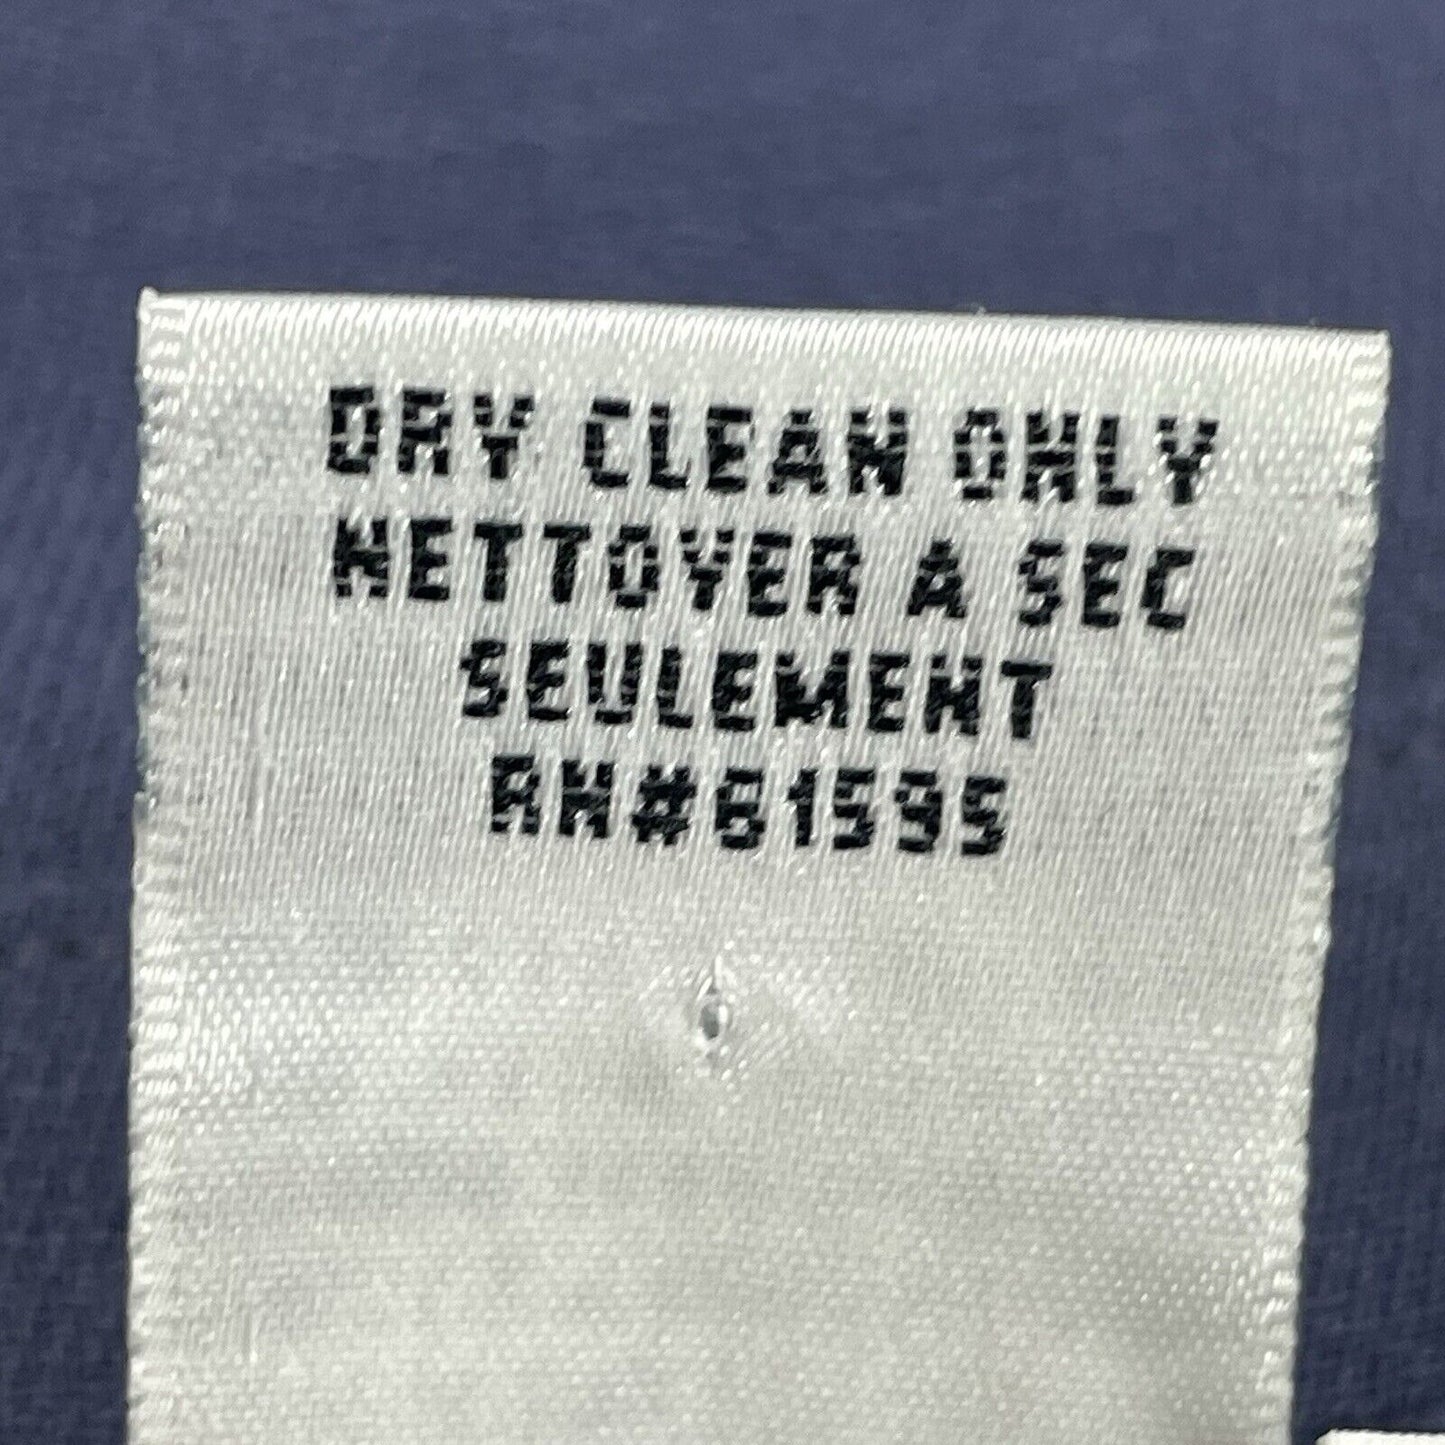 DRY CLEAN ONLY
NETTOYER A SEC
SEULEMENT
RN#61595